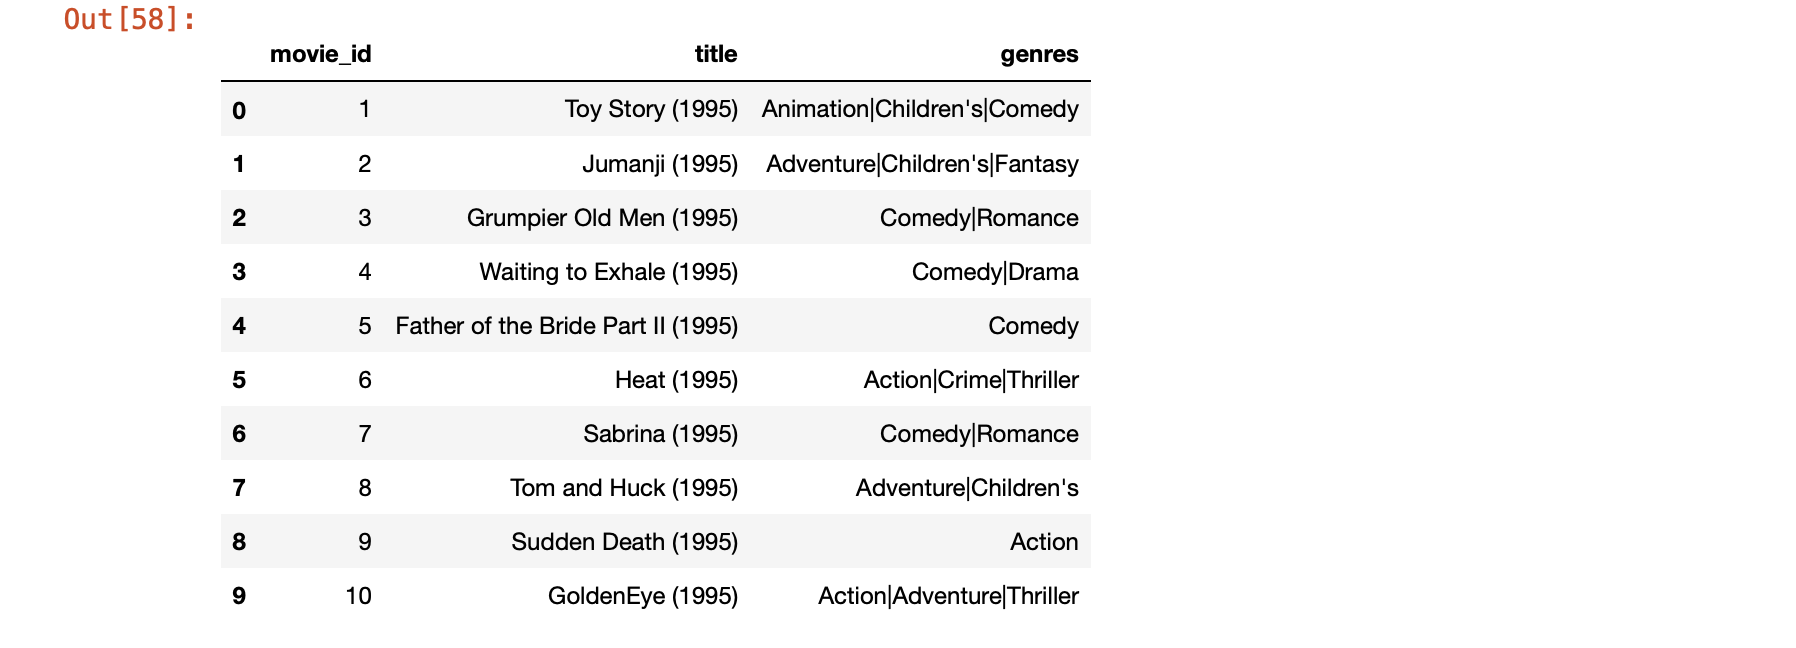 Out[58]:
movie_id title genres
0 1 Toy Story (1995) Animation|Children's|Comedy
1 2 Jumanji (1995) Adventure|Children's|Fantasy
2 3 Grumpier Old Men (1995) Comedy|Romance
3 4 Waiting to Exhale (1995) Comedy|Drama
4 5 Father of the Bride Part II (1995) Comedy
5 6 Heat (1995) Action|Crime|Thriller
6 7 Sabrina (1995) Comedy|Romance
7 8 Tom and Huck (1995) Adventure|Children's
8 9 Sudden Death (1995) Action
9 10 GoldenEye (1995) Action|Adventure|Thriller